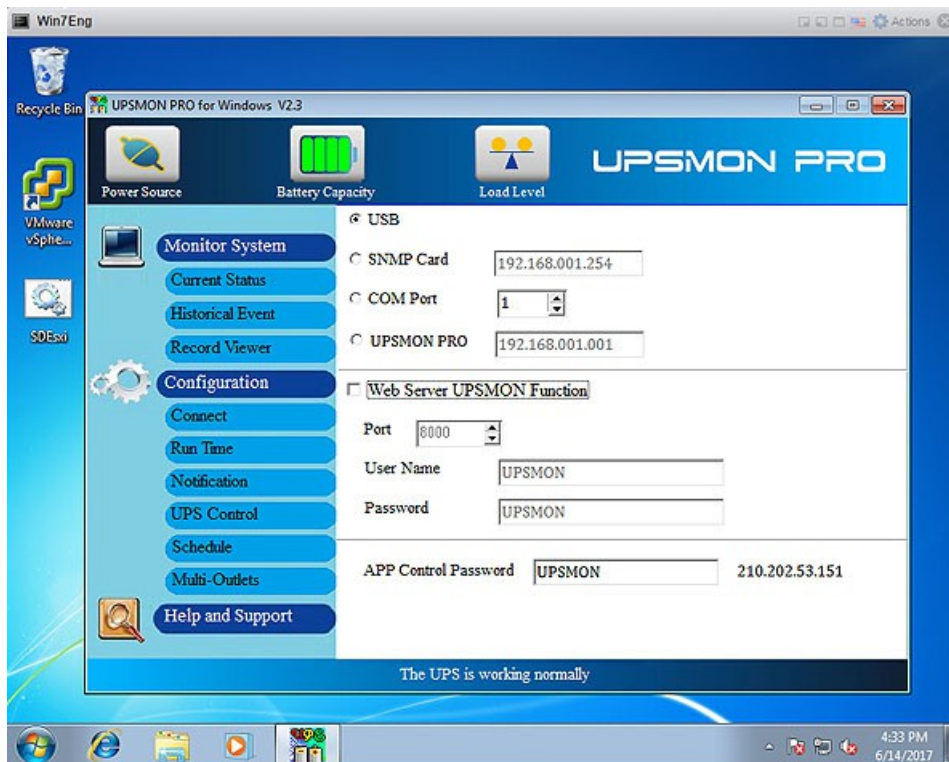 Win7Eng
Actions
Recycle Bin
UPSMON PRO for Windows V2.3
Power Source
Battery Capacity
Load Level
UPSMON PRO
VMware
vSphe...
SDEsxi
Monitor System
Current Status
Historical Event
Record Viewer
Configuration
Connect
Run Time
Notification
UPS Control
Schedule
Multi-Outlets
Help and Support
USB
SNMP Card 192.168.001.254
COM Port 1
UPSMON PRO 192.168.001.001
Web Server UPSMON Function
Port 8000
User Name UPSMON
Password UPSMON
APP Control Password UPSMON 210.202.53.151
The UPS is working normally
4:33 PM
6/14/2017